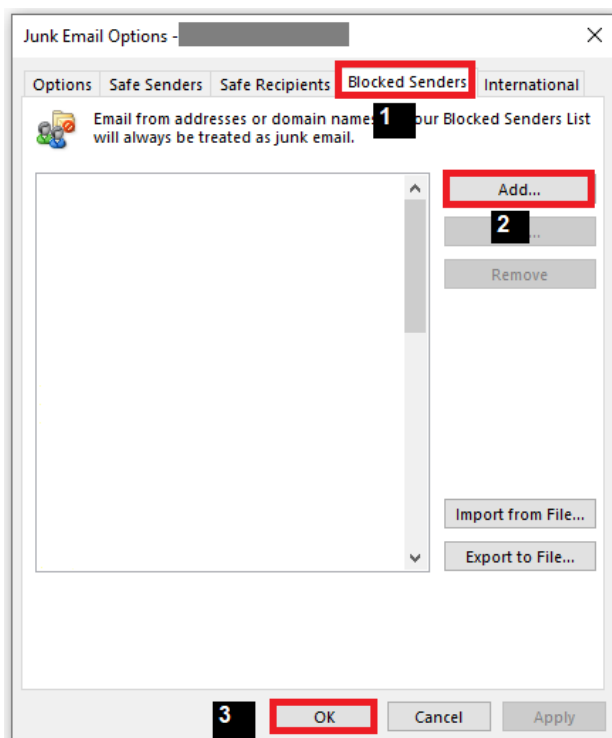 Junk Email Options -
Options Safe Senders Safe Recipients Blocked Senders International
1
Email from addresses or domain names our Blocked Senders List
will always be treated as junk email.
Add...
2
...
Remove
Import from File...
Export to File...
3 OK Cancel Apply